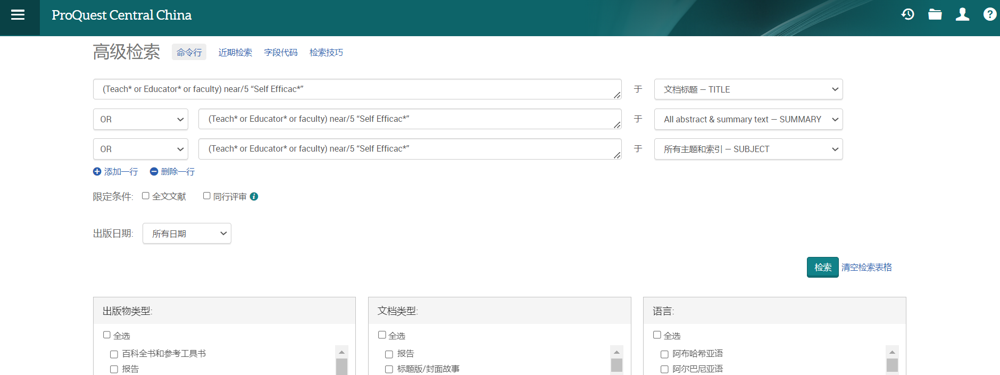 ProQuest Central China
高级检索 命令行 近期检索 字段代码 检索技巧
(Teach* or Educator* or faculty) near/5 “Self Efficac*” 于 文档标题 – TITLE
OR (Teach* or Educator* or faculty) near/5 “Self Efficac*” 于 All abstract & summary text – SUMMARY
OR (Teach* or Educator* or faculty) near/5 “Self Efficac*” 于 所有主题和索引 – SUBJECT
添加一行 删除一行
限定条件: 全文文献 同行评审
出版日期: 所有日期
检索 清空检索表格
出版物类型: 文档类型: 语言:
全选 全选 全选
百科全书和参考工具书 报告 阿布哈希亚语
报告 标题版/封面故事 阿尔巴尼亚语